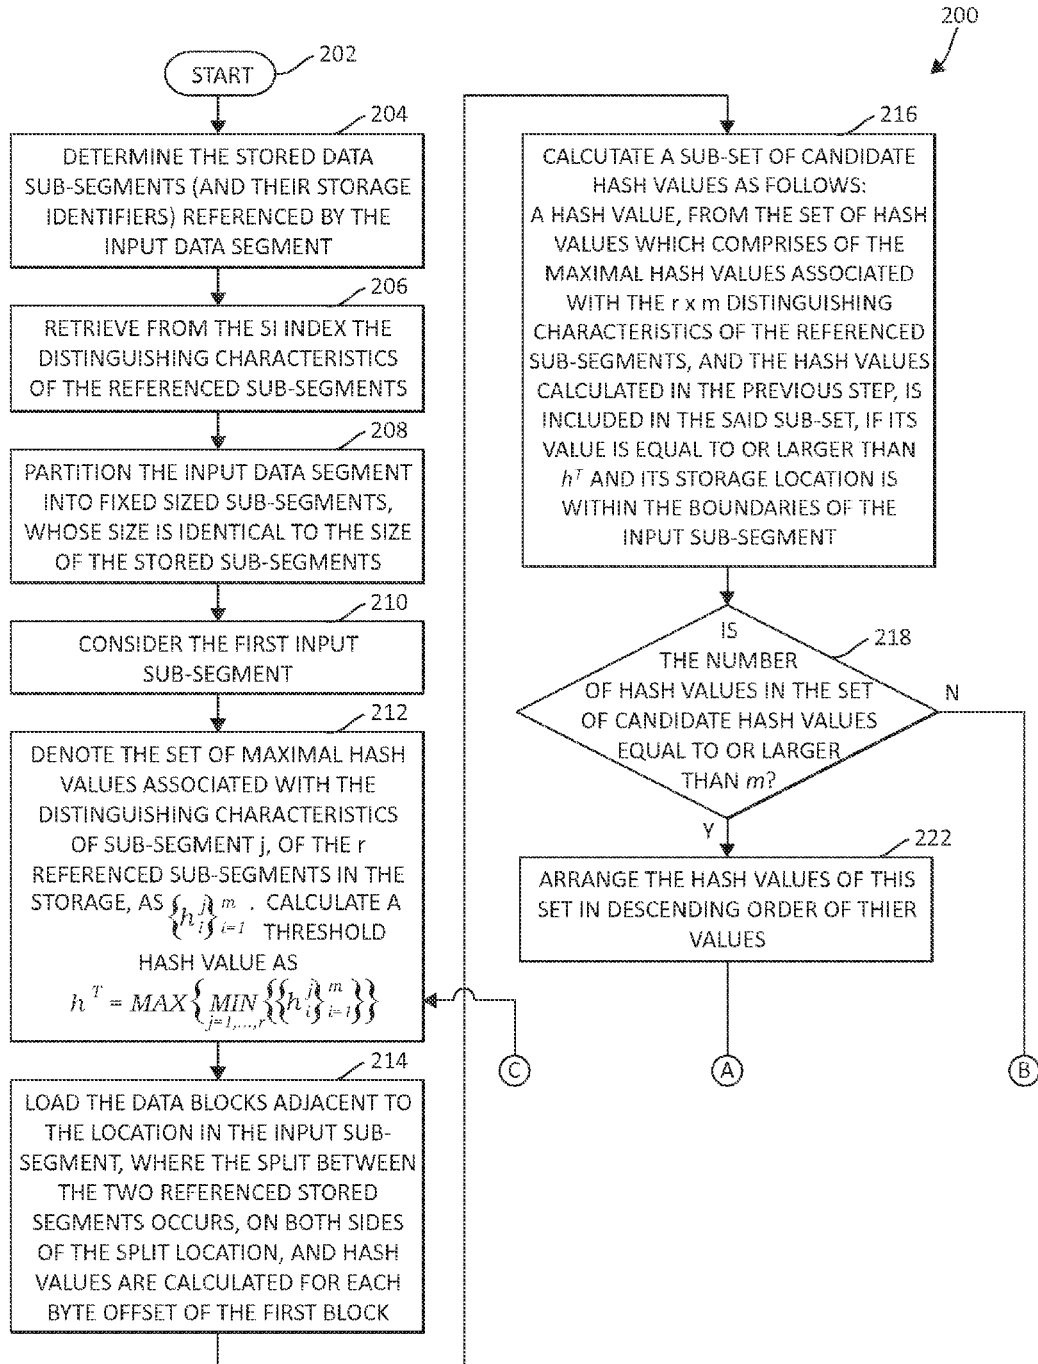 200
START
202
204
DETERMINE THE STORED DATA
SUB-SEGMENTS (AND THEIR STORAGE
IDENTIFIERS) REFERENCED BY THE
INPUT DATA SEGMENT
206
RETRIEVE FROM THE SI INDEX THE
DISTINGUISHING CHARACTERISTICS
OF THE REFERENCED SUB-SEGMENTS
208
PARTITION THE INPUT DATA SEGMENT
INTO FIXED SIZED SUB-SEGMENTS,
WHOSE SIZE IS IDENTICAL TO THE SIZE
OF THE STORED SUB-SEGMENTS
210
CONSIDER THE FIRST INPUT
SUB-SEGMENT
212
DENOTE THE SET OF MAXIMAL HASH
VALUES ASSOCIATED WITH THE
DISTINGUISHING CHARACTERISTICS
OF SUB-SEGMENT j, OF THE r
REFERENCED SUB-SEGMENTS IN THE
STORAGE, AS {h_i^j}_{i=1}^m . CALCULATE A
THRESHOLD
HASH VALUE AS
h^T = MAX{MIN_{j=1,...,r}{{h_i^j}_{i=1}^m}}
214
LOAD THE DATA BLOCKS ADJACENT TO
THE LOCATION IN THE INPUT SUB-
SEGMENT, WHERE THE SPLIT BETWEEN
THE TWO REFERENCED STORED
SEGMENTS OCCURS, ON BOTH SIDES
OF THE SPLIT LOCATION, AND HASH
VALUES ARE CALCULATED FOR EACH
BYTE OFFSET OF THE FIRST BLOCK
216
CALCUTATE A SUB-SET OF CANDIDATE
HASH VALUES AS FOLLOWS:
A HASH VALUE, FROM THE SET OF HASH
VALUES WHICH COMPRISES OF THE
MAXIMAL HASH VALUES ASSOCIATED
WITH THE r x m DISTINGUISHING
CHARACTERISTICS OF THE REFERENCED
SUB-SEGMENTS, AND THE HASH VALUES
CALCULATED IN THE PREVIOUS STEP, IS
INCLUDED IN THE SAID SUB-SET, IF ITS
VALUE IS EQUAL TO OR LARGER THAN
h^T AND ITS STORAGE LOCATION IS
WITHIN THE BOUNDARIES OF THE
INPUT SUB-SEGMENT
218
IS
THE NUMBER
OF HASH VALUES IN THE SET
OF CANDIDATE HASH VALUES
EQUAL TO OR LARGER
THAN m?
N
Y
222
ARRANGE THE HASH VALUES OF THIS
SET IN DESCENDING ORDER OF THIER
VALUES
C
A
B